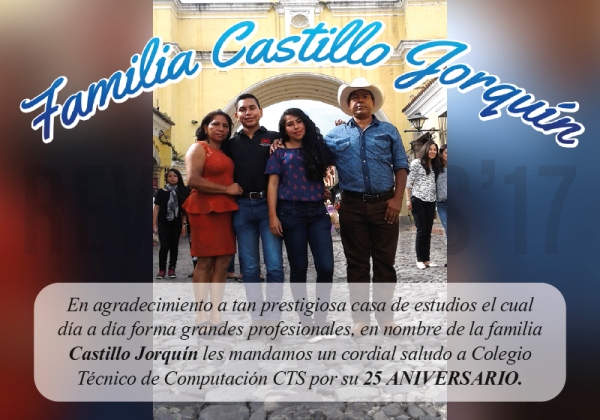 Familia Castillo Jorquín
En agradecimiento a tan prestigiosa casa de estudios el cual
día a día forma grandes profesionales, en nombre de la familia
Castillo Jorquín les mandamos un cordial saludo a Colegio
Técnico de Computación CTS por su 25 ANIVERSARIO.